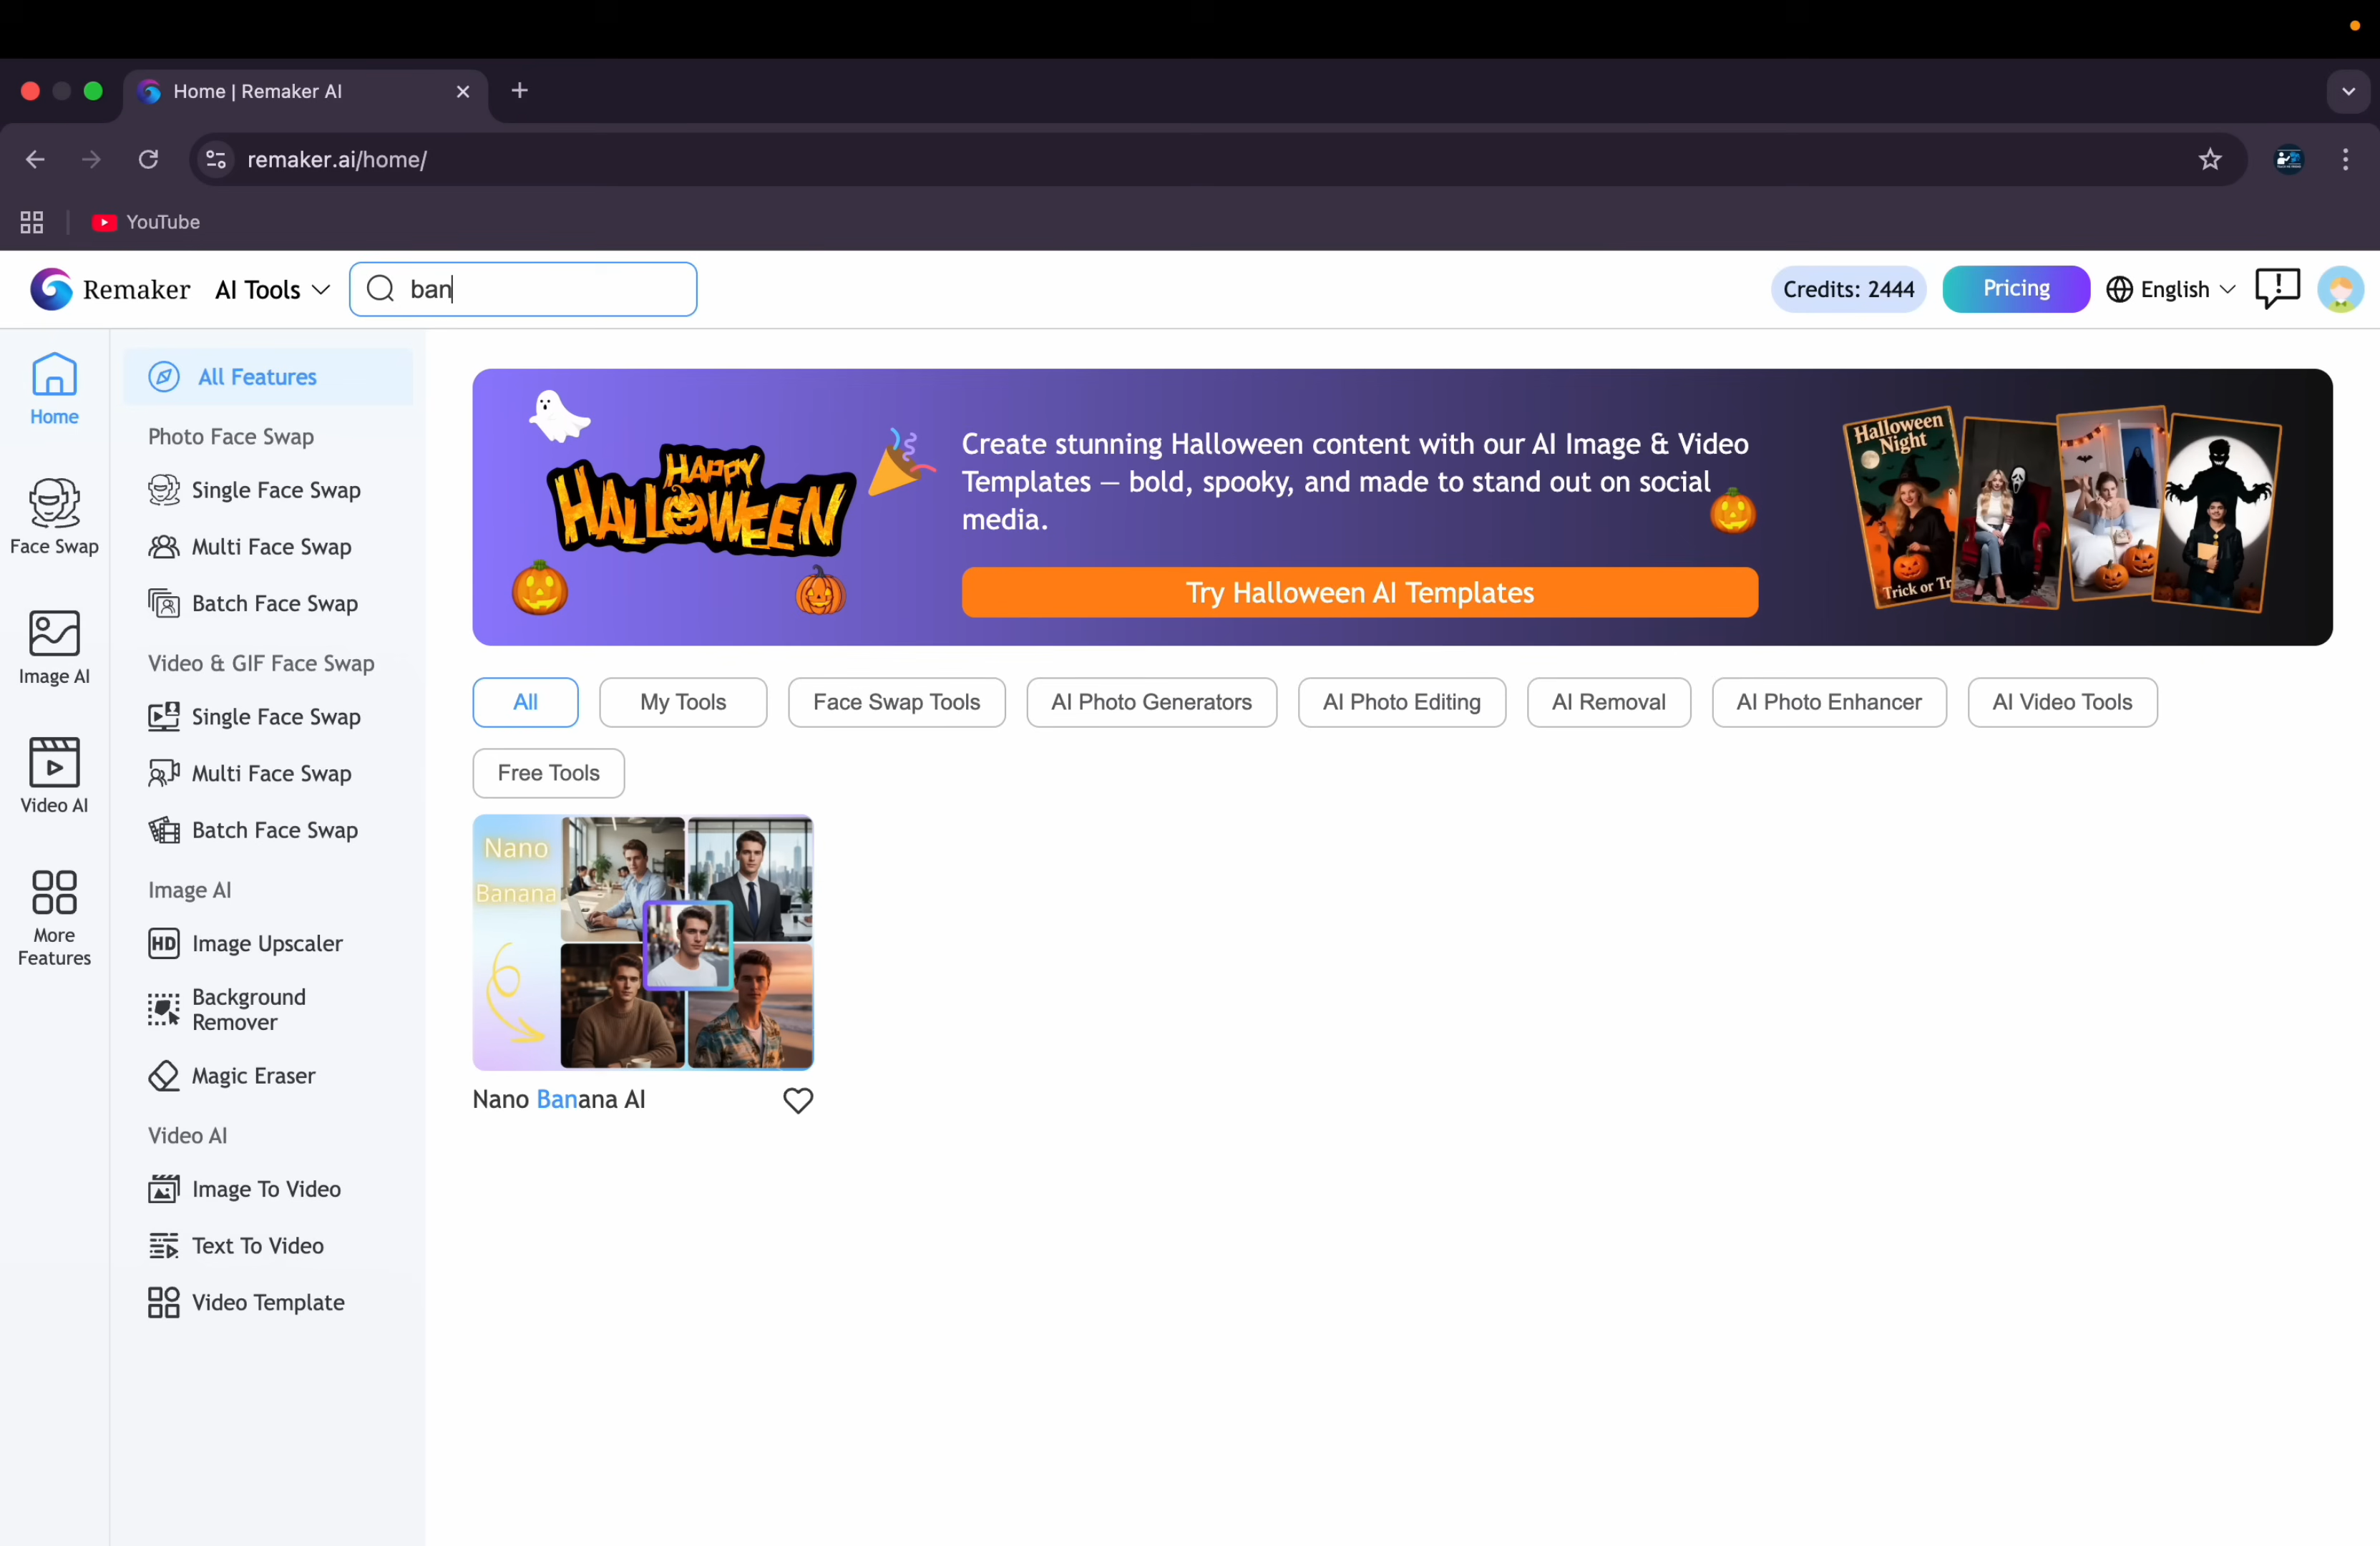 Home | Remaker AI
remaker.ai/home/
YouTube
Remaker
AI Tools
ban
Credits: 2444
Pricing
English
Home
Face Swap
Image AI
Video AI
More
Features
All Features
Photo Face Swap
Single Face Swap
Multi Face Swap
Batch Face Swap
Video & GIF Face Swap
Single Face Swap
Multi Face Swap
Batch Face Swap
Image AI
HD Image Upscaler
Background
Remover
Magic Eraser
Video AI
Image To Video
Text To Video
Video Template
HAPPY
HALLOWEEN
Create stunning Halloween content with our AI Image & Video
Templates — bold, spooky, and made to stand out on social
media.
Try Halloween AI Templates
Halloween
Night
Trick or Tr
All
My Tools
Face Swap Tools
AI Photo Generators
AI Photo Editing
AI Removal
AI Photo Enhancer
AI Video Tools
Free Tools
Nano
Banana
Nano Banana AI